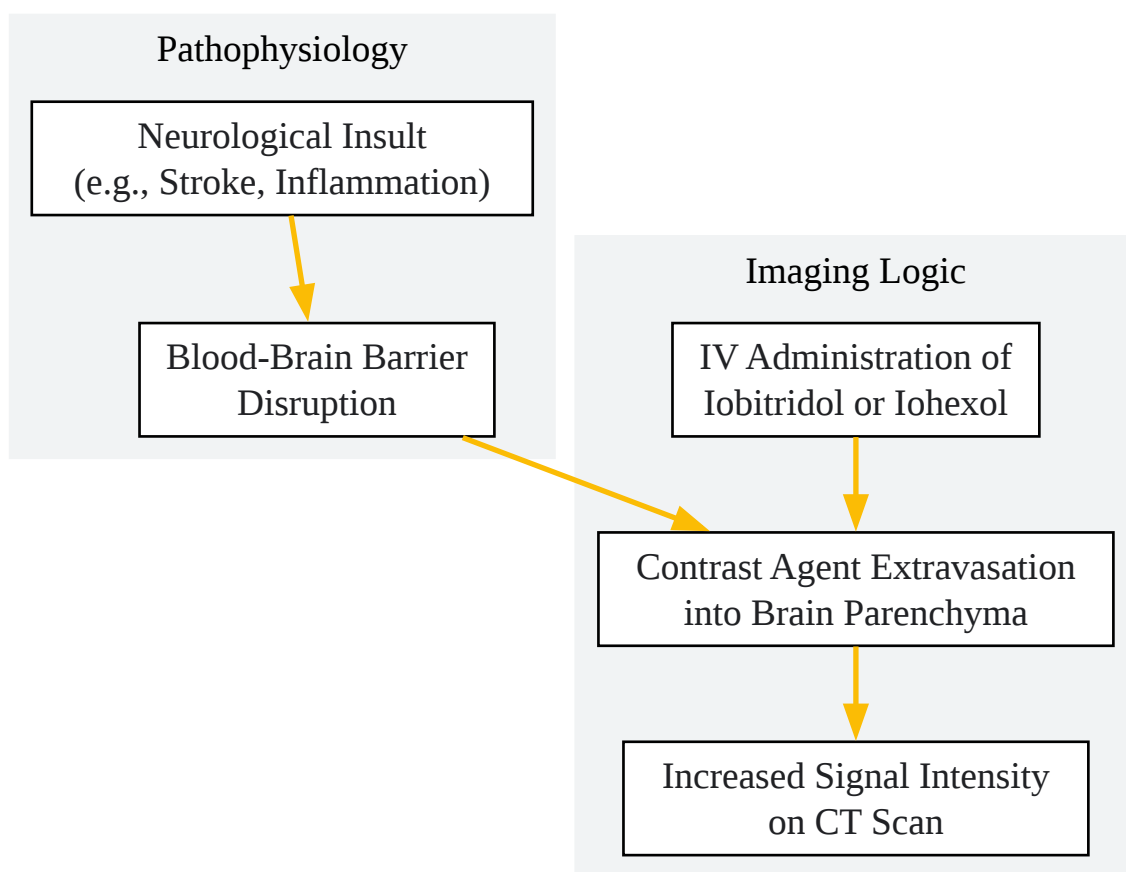 Pathophysiology
Neurological Insult
(e.g., Stroke, Inflammation)
Blood-Brain Barrier
Disruption
Imaging Logic
IV Administration of
Iobitridol or Iohexol
Contrast Agent Extravasation
into Brain Parenchyma
Increased Signal Intensity
on CT Scan